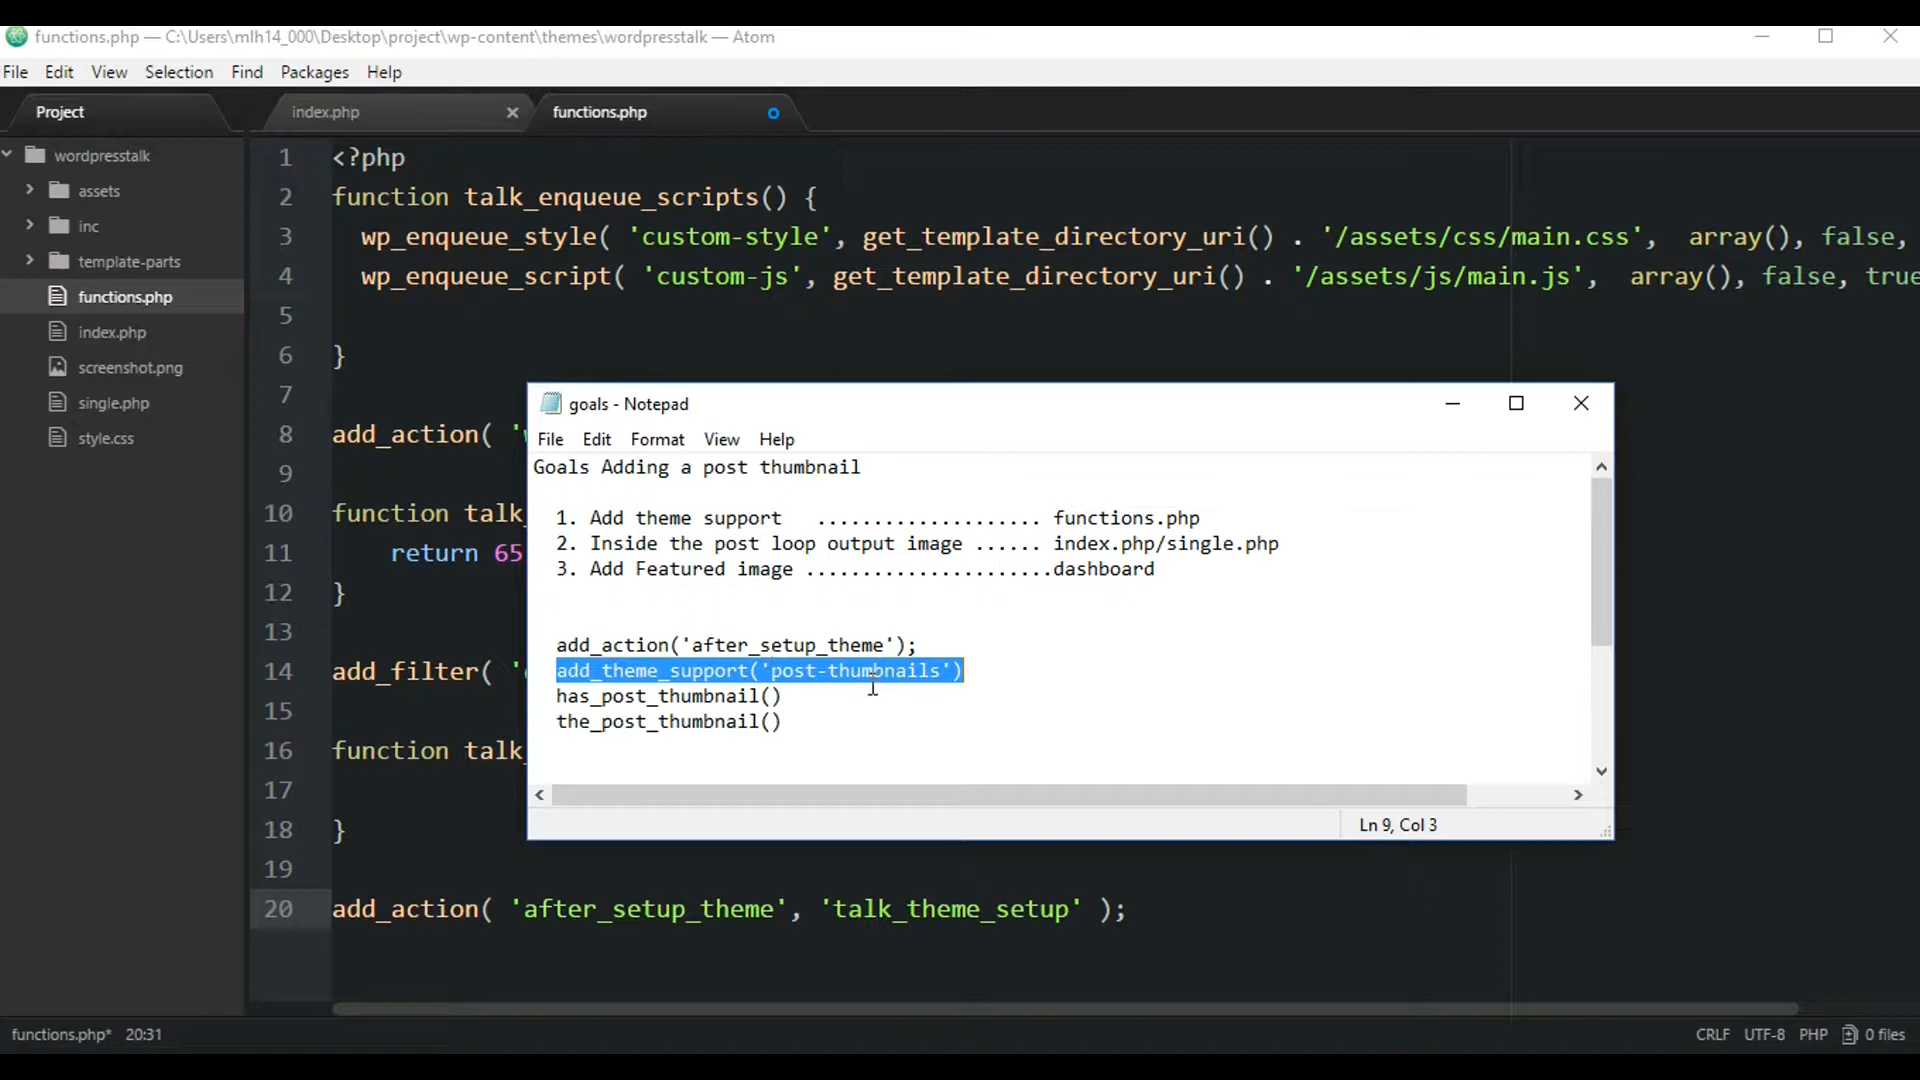 functions.php — C:\Users\mlh14_000\Desktop\project\wp-content\themes\wordpresstalk — Atom
File Edit View Selection Find Packages Help
Project
index.php
functions.php
wordpresstalk
assets
inc
template-parts
functions.php
index.php
screenshot.png
single.php
style.css
1 <?php
2 function talk_enqueue_scripts() {
3 wp_enqueue_style( 'custom-style', get_template_directory_uri() . '/assets/css/main.css', array(), false,
4 wp_enqueue_script( 'custom-js', get_template_directory_uri() . '/assets/js/main.js', array(), false, true
5
6 }
7
8 add_action( '
9
10 function talk_
11 return 65
12 }
13
14 add_filter( '
15
16 function talk_
17
18 }
19
20 add_action( 'after_setup_theme', 'talk_theme_setup' );
goals - Notepad
File Edit Format View Help
Goals Adding a post thumbnail
1. Add theme support .................... functions.php
2. Inside the post loop output image ...... index.php/single.php
3. Add Featured image ......................dashboard
add_action('after_setup_theme');
add_theme_support('post-thumbnails')
has_post_thumbnail()
the_post_thumbnail()
Ln 9, Col 3
functions.php* 20:31
CRLF UTF-8 PHP 0 files